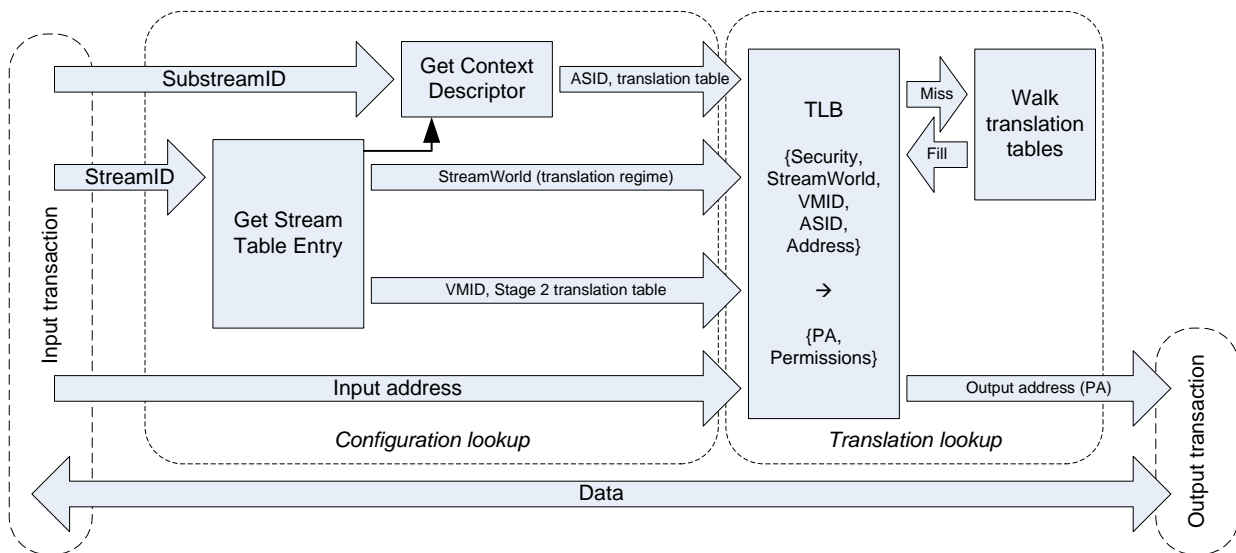 SubstreamID
Get Context
Descriptor
ASID, translation table
TLB
Miss
Walk
translation
tables
Fill
StreamID
StreamWorld (translation regime)
{Security,
StreamWorld,
VMID,
ASID,
Address}
→
{PA,
Permissions}
Get Stream
Table Entry
VMID, Stage 2 translation table
Input transaction
Input address
Output address (PA)
Configuration lookup
Translation lookup
Data
Output transaction